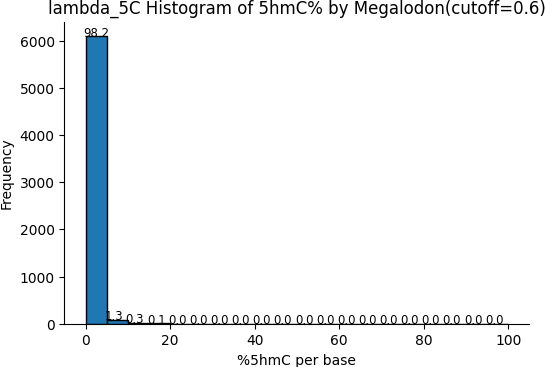 lambda_5C Histogram of 5hmC% by Megalodon(cutoff=0.6)
Frequency
6000
5000
4000
3000
2000
1000
0
98.2 1.3 0.3 0.1 0.0 0.0 0.0 0.0 0.0 0.0 0.0 0.0 0.0 0.0 0.0 0.0 0.0 0.0 0.0 0.0
0 20 40 60 80 100
%5hmC per base